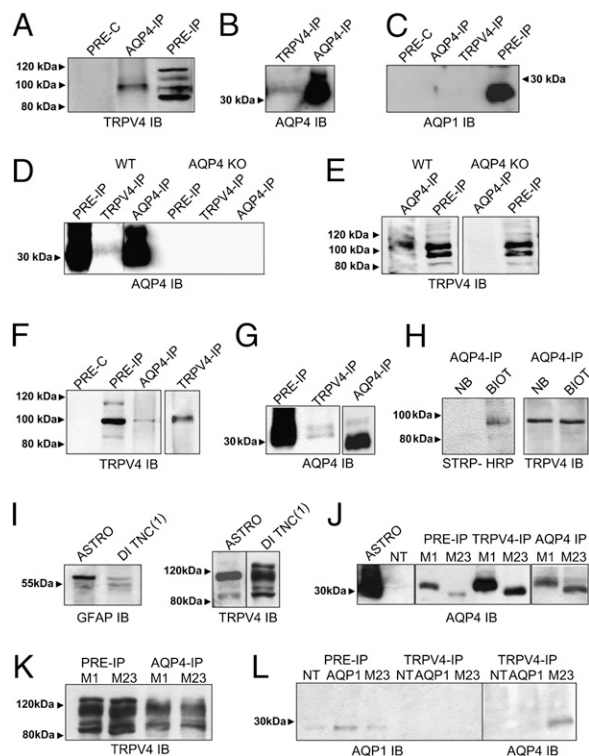 A
PRE-C
AQP4-IP
PRE-IP
120 kDa
100 kDa
80 kDa
TRPV4 IB
B
TRPV4-IP
AQP4-IP
30 kDa
AQP4 IB
C
PRE-C
AQP4-IP
TRPV4-IP
PRE-IP
30 kDa
AQP1 IB
D
WT
AQP4 KO
PRE-IP
TRPV4-IP
AQP4-IP
PRE-IP
TRPV4-IP
AQP4-IP
30 kDa
AQP4 IB
E
WT
AQP4 KO
AQP4-IP
PRE-IP
AQP4-IP
PRE-IP
120 kDa
100 kDa
80 kDa
TRPV4 IB
F
PRE-C
PRE-IP
AQP4-IP
TRPV4-IP
120 kDa
100 kDa
80 kDa
TRPV4 IB
G
PRE-IP
TRPV4-IP
AQP4-IP
30kDa
AQP4 IB
H
AQP4-IP
AQP4-IP
NB
BIOT
NB
BIOT
100kDa
80kDa
STRP- HRP
TRPV4 IB
I
ASTRO
DI TNC(1)
55kDa
GFAP IB
ASTRO
DI TNC(1)
120kDa
80kDa
TRPV4 IB
J
ASTRO
NT
PRE-IP
TRPV4-IP
AQP4 IP
M1 M23
M1 M23
M1 M23
30kDa
AQP4 IB
K
PRE-IP
AQP4-IP
M1 M23
M1 M23
120kDa
80kDa
TRPV4 IB
L
PRE-IP
TRPV4-IP
TRPV4-IP
NT AQP1 M23
NT AQP1 M23
NT AQP1 M23
30kDa
AQP1 IB
AQP4 IB